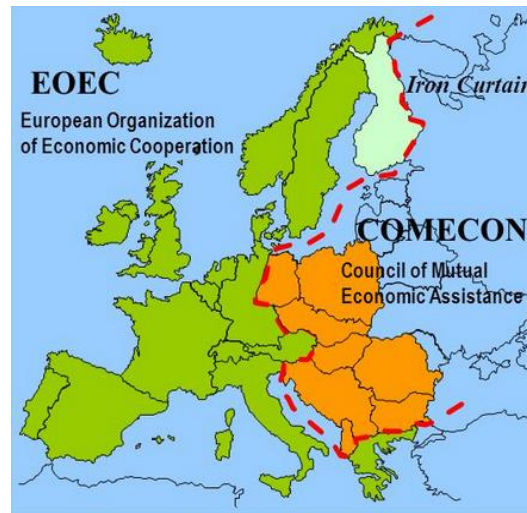 EOEC
European Organization
of Economic Cooperation
Iron Curtain
COMECON
Council of Mutual
Economic Assistance